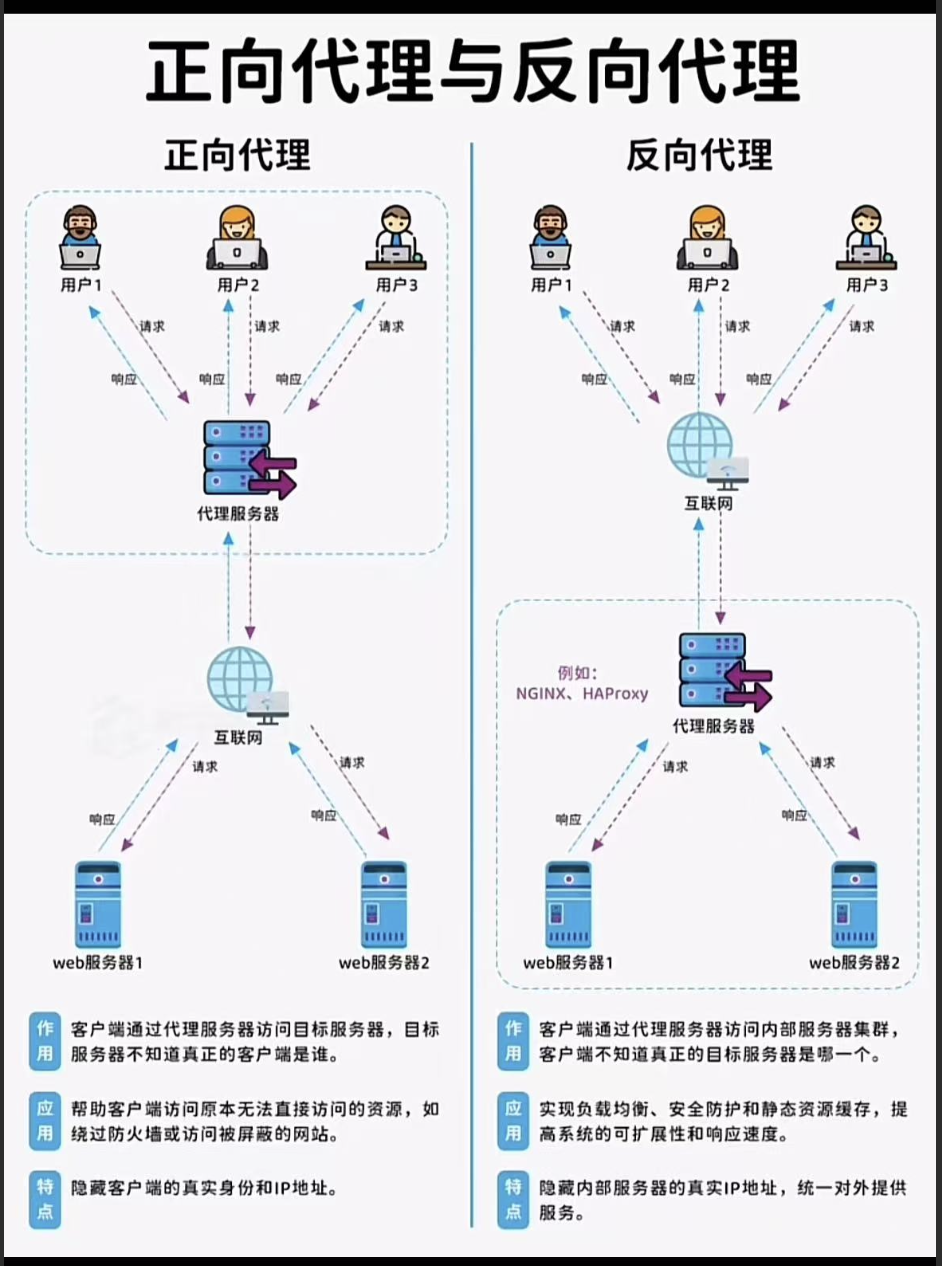 正向代理与反向代理
正向代理
用户1
用户2
用户3
请求
请求
请求
响应
响应
响应
代理服务器
互联网
请求
请求
响应
响应
web服务器1
web服务器2
作用
客户端通过代理服务器访问目标服务器，目标
服务器不知道真正的客户端是谁。
应用
帮助客户端访问原本无法直接访问的资源，如
绕过防火墙或访问被屏蔽的网站。
特点
隐藏客户端的真实身份和IP地址。
反向代理
用户1
用户2
用户3
请求
请求
请求
响应
响应
响应
互联网
例如：
NGINX、HAProxy
代理服务器
请求
请求
响应
响应
web服务器1
web服务器2
作用
客户端通过代理服务器访问内部服务器集群，
客户端不知道真正的目标服务器是哪一个。
应用
实现负载均衡、安全防护和静态资源缓存，提
高系统的可扩展性和响应速度。
特点
隐藏内部服务器的真实IP地址，统一对外提供
服务。